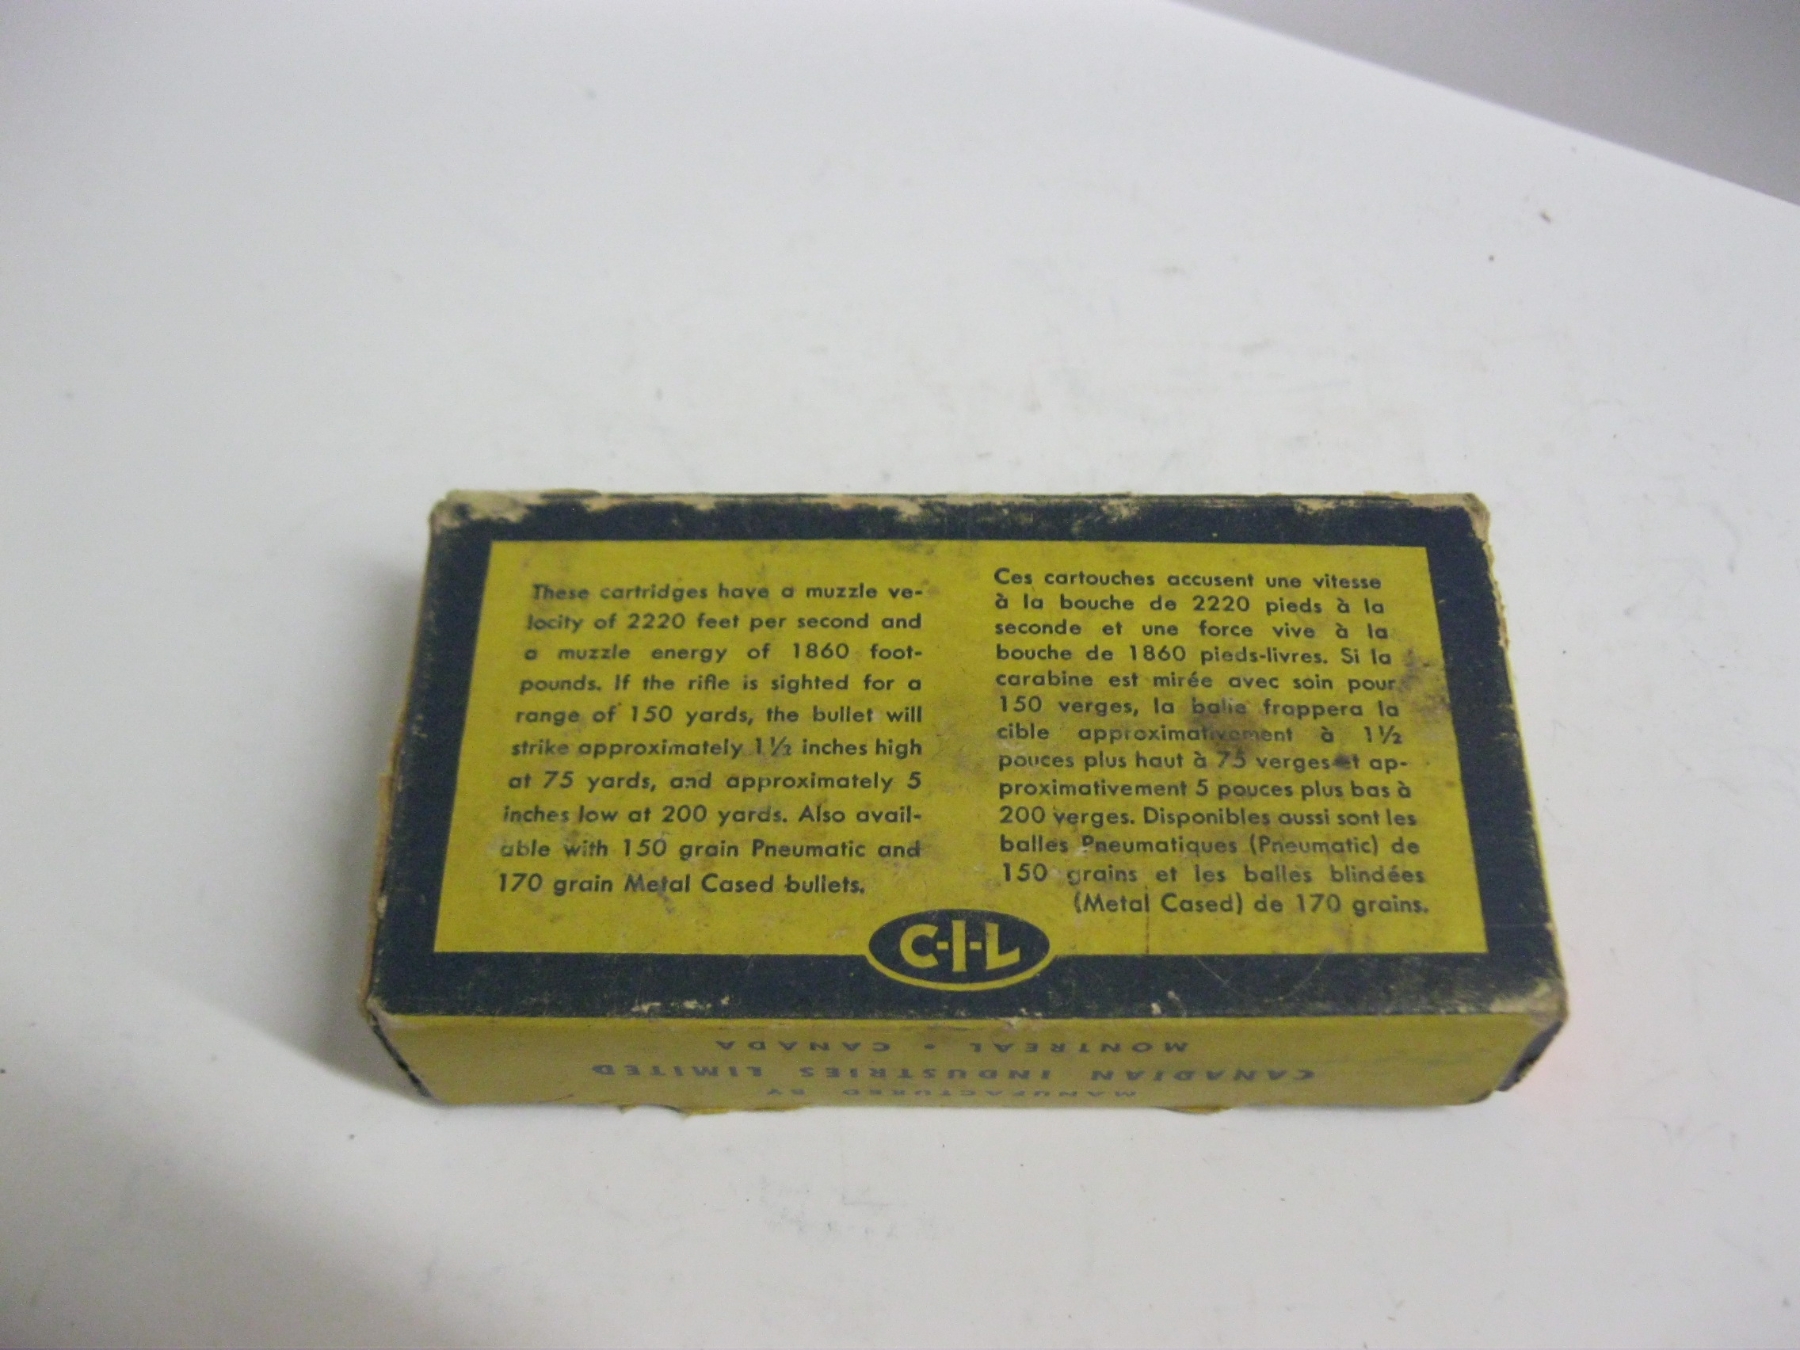 These cartridges have a muzzle ve-
locity of 2220 feet per second and
a muzzle energy of 1860 foot-
pounds. If the rifle is sighted for a
range of 150 yards, the bullet will
strike approximately 1½ inches high
at 75 yards, and approximately 5
inches low at 200 yards. Also avail-
able with 150 grain Pneumatic and
170 grain Metal Cased bullets.
Ces cartouches accusent une vitesse
à la bouche de 2220 pieds à la
seconde et une force vive à la
bouche de 1860 pieds-livres. Si la
carabine est mirée avec soin pour
150 verges, la balle frappera la
cible approximativement à 1½
pouces plus haut à 75 verges et ap-
proximativement 5 pouces plus bas à
200 verges. Disponibles aussi sont les
balles Pneumatiques (Pneumatic) de
150 grains et les balles blindées
(Metal Cased) de 170 grains.
C-I-L
MANUFACTURED BY
CANADIAN INDUSTRIES LIMITED
MONTREAL • CANADA